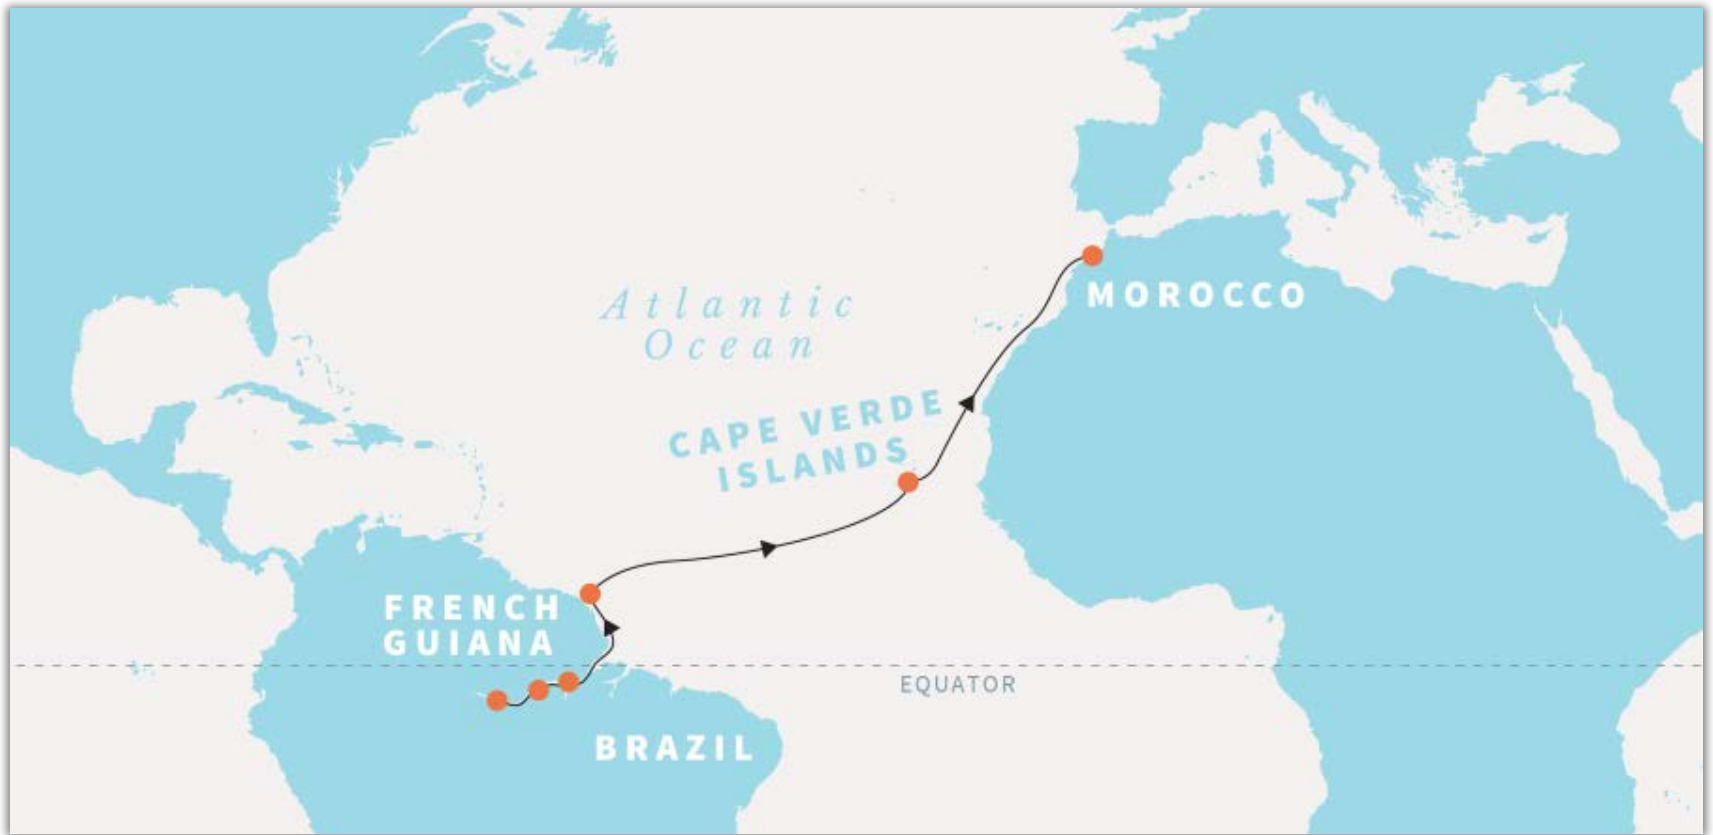 MOROCCO
Atlantic
Ocean
CAPE VERDE
ISLANDS
FRENCH
GUIANA
EQUATOR
BRAZIL